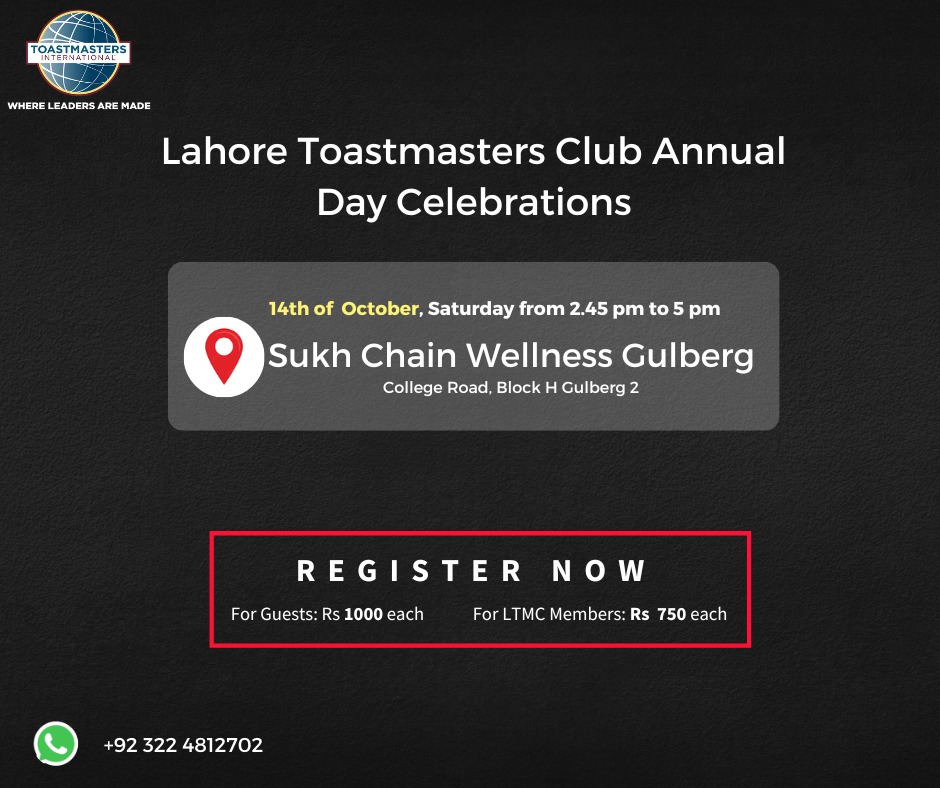 TOASTMASTERS
INTERNATIONAL
WHERE LEADERS ARE MADE
Lahore Toastmasters Club Annual
Day Celebrations
14th of  October, Saturday from 2.45 pm to 5 pm
Sukh Chain Wellness Gulberg
College Road, Block H Gulberg 2
REGISTER NOW
For Guests: Rs 1000 each
For LTMC Members: Rs  750 each
+92 322 4812702